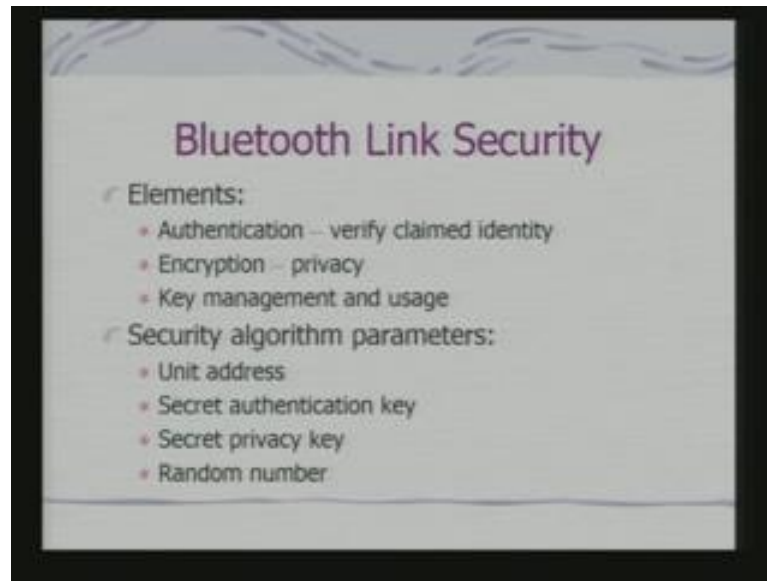 Bluetooth Link Security
Elements:
Authentication – verify claimed identity
Encryption – privacy
Key management and usage
Security algorithm parameters:
Unit address
Secret authentication key
Secret privacy key
Random number